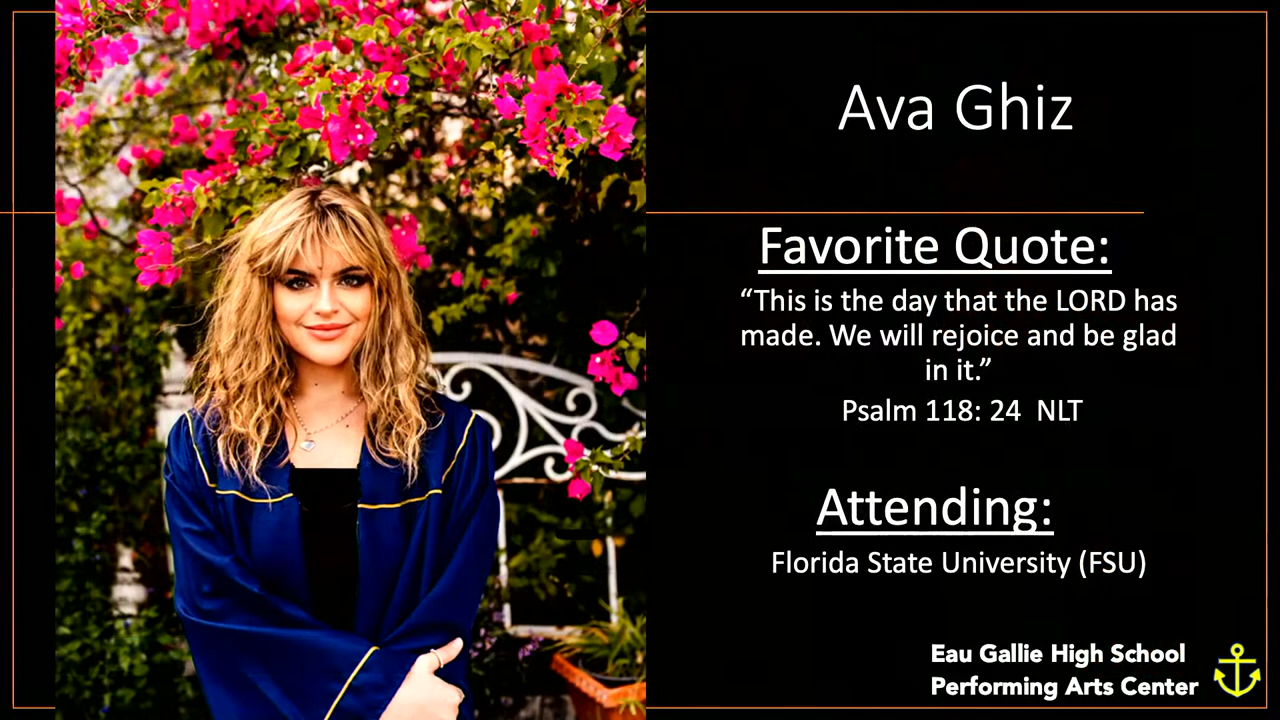 Ava Ghiz
Favorite Quote:
“This is the day that the LORD has
made. We will rejoice and be glad
in it.”
Psalm 118: 24 NLT
Attending:
Florida State University (FSU)
Eau Gallie High School
Performing Arts Center